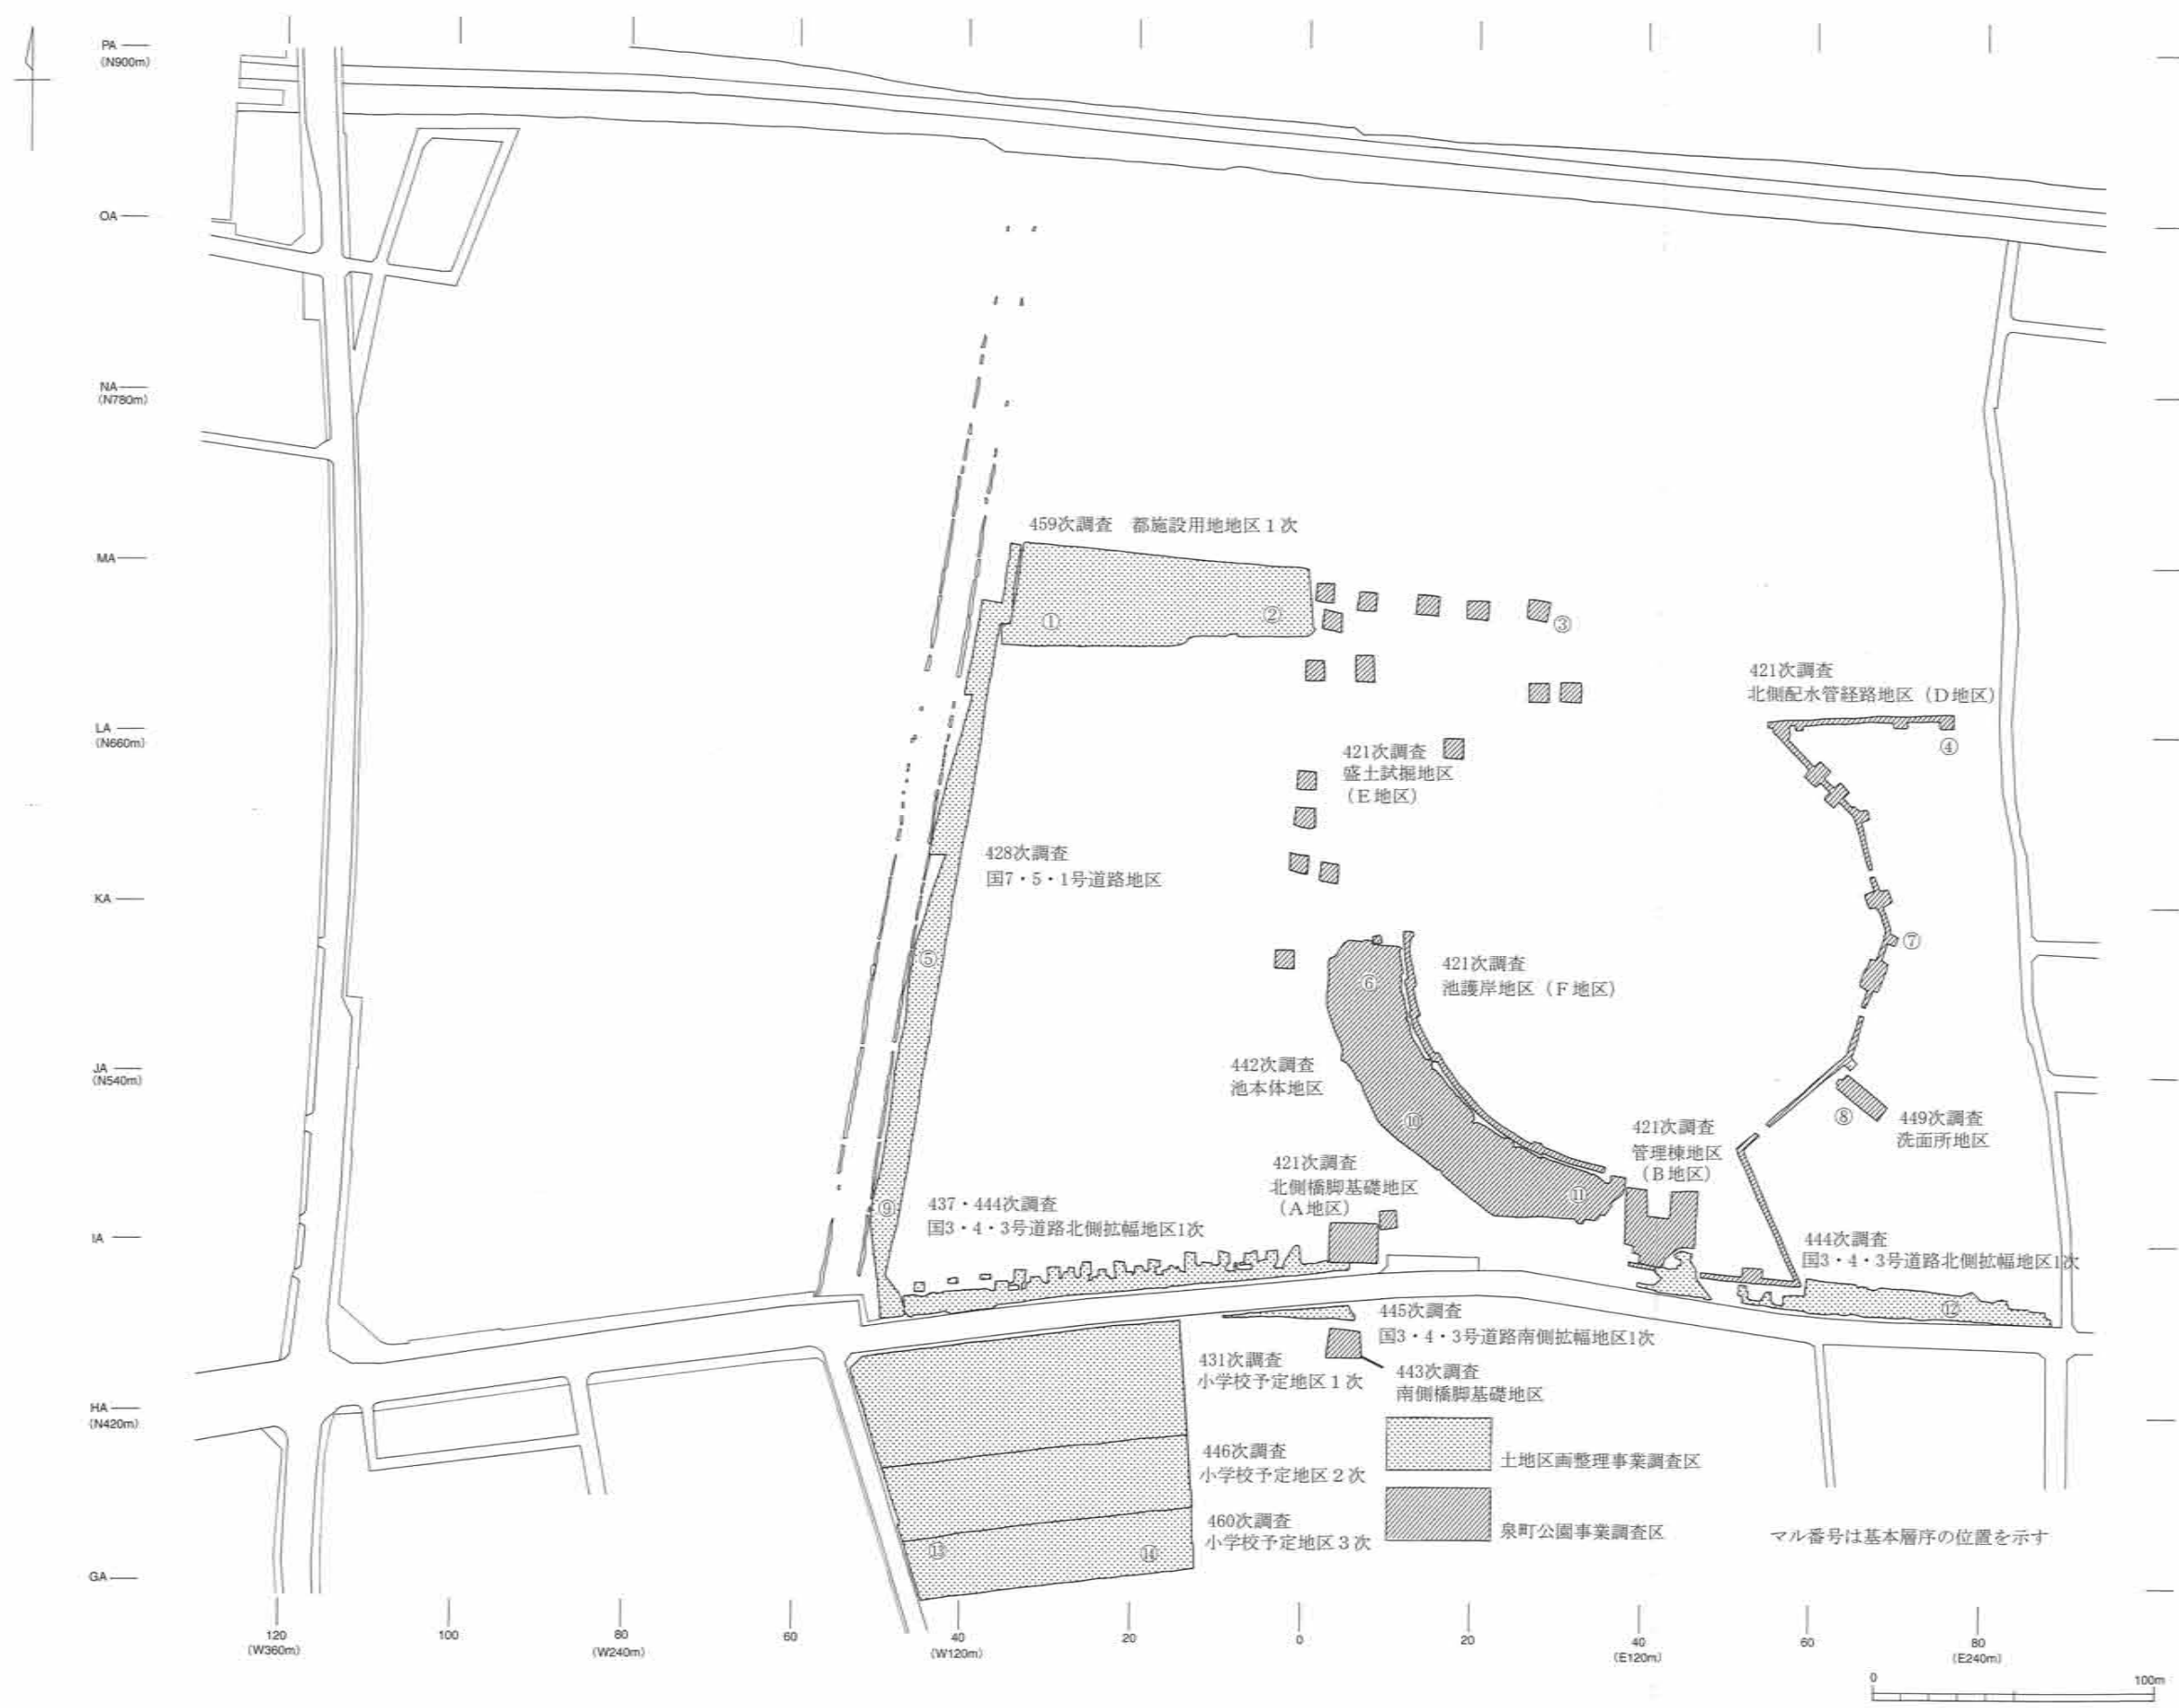 PA
(N900m)
OA
NA
(N780m)
MA
LA
(N660m)
KA
JA
(N540m)
IA
HA
(N420m)
GA
459次調査 都施設用地地区1次
①
②
③
421次調査
北側配水管経路地区(D地区)
④
421次調査
盛土試掘地区
(E地区)
428次調査
国7・5・1号道路地区
⑤
⑥
421次調査
池護岸地区(F地区)
⑦
442次調査
池本体地区
⑩
⑧
449次調査
洗面所地区
421次調査
管理棟地区
(B地区)
421次調査
北側橋脚基礎地区
(A地区)
⑪
⑨
437・444次調査
国3・4・3号道路北側拡幅地区1次
444次調査
国3・4・3号道路北側拡幅地区1次
⑫
445次調査
国3・4・3号道路南側拡幅地区1次
431次調査
小学校予定地区1次
443次調査
南側橋脚基礎地区
446次調査
小学校予定地区2次
土地区画整理事業調査区
460次調査
小学校予定地区3次
泉町公園事業調査区
マル番号は基本層序の位置を示す
⑬
⑭
120
(W360m)
100
80
(W240m)
60
40
(W120m)
20
0
20
40
(E120m)
60
80
(E240m)
0
100m